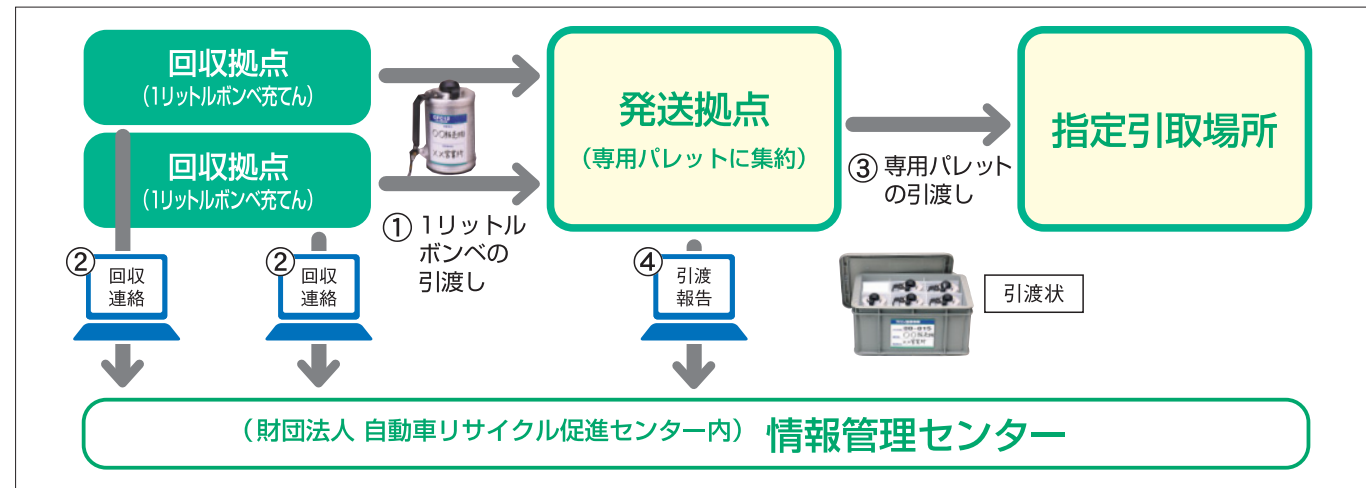 回収拠点
(1リットルボンベ充てん)
回収拠点
(1リットルボンベ充てん)
① 1リットル
ボンベの
引渡し
② 回収
連絡
② 回収
連絡
発送拠点
(専用パレットに集約)
③ 専用パレット
の引渡し
指定引取場所
④ 引渡
報告
引渡状
(財団法人 自動車リサイクル促進センター内) 情報管理センター